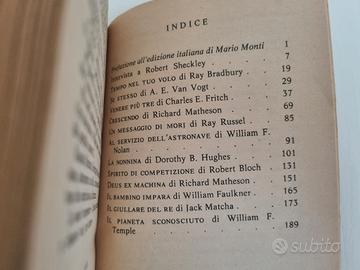 INDICE
Prefazione all'edizione italiana di Mario Monti 1
Intervista a Robert Sheckley 7
TEMPO NEL TUO VOLO di Ray Bradbury 19
SE STESSO di A. E. Van Vogt 29
VENERE PIÙ TRE di Charles E. Fritch 37
CRESCENDO di Richard Matheson 69
UN MESSAGGIO DI MORJ di Ray Russel 85
AL SERVIZIO DELL'ASTRONAVE di William F.
Nolan 91
LA NONNINA di Dorothy B. Hughes 101
SPIRITO DI COMPETIZIONE di Robert Bloch 131
DEUS EX MACHINA di Richard Matheson 151
IL BAMBINO IMPARA di William Faulkner 165
IL GIULLARE DEL RE di Jack Matcha 173
IL PIANETA SCONOSCIUTO di William F.
Temple 189
subito